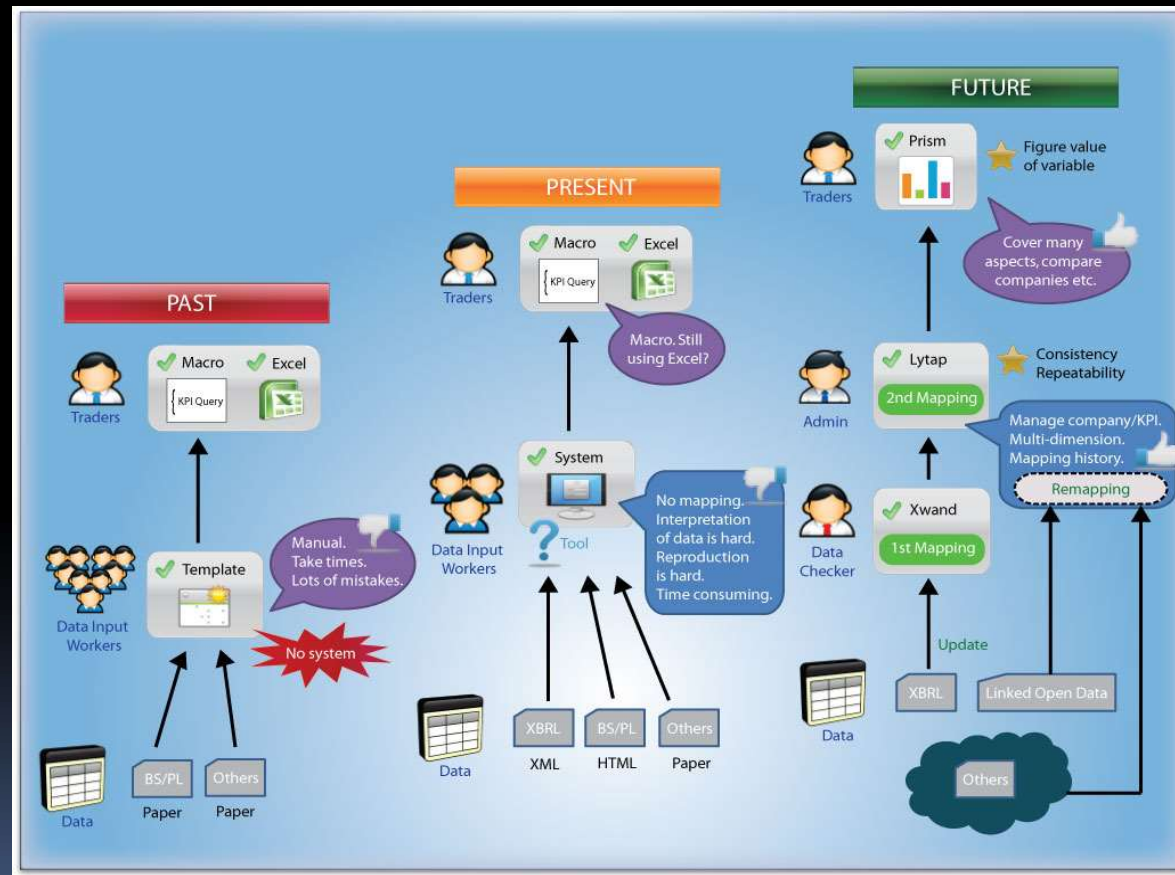 PAST
Macro
Excel
{ KPI Query
Traders
Manual.
Take times.
Lots of mistakes.
Template
Data Input
Workers
No system
BS/PL
Others
Data
Paper
Paper
PRESENT
Macro
Excel
{ KPI Query
Traders
Macro. Still
using Excel?
System
No mapping.
Interpretation
of data is hard.
Reproduction
is hard.
Time consuming.
? Tool
Data Input
Workers
XBRL
BS/PL
Others
Data
XML
HTML
Paper
FUTURE
Prism
Figure value
of variable
Traders
Cover many
aspects, compare
companies etc.
Lytap
Consistency
Repeatability
2nd Mapping
Admin
Manage company/KPI.
Multi-dimension.
Mapping history.
Remapping
Xwand
1st Mapping
Data
Checker
Update
XBRL
Linked Open Data
Data
Others